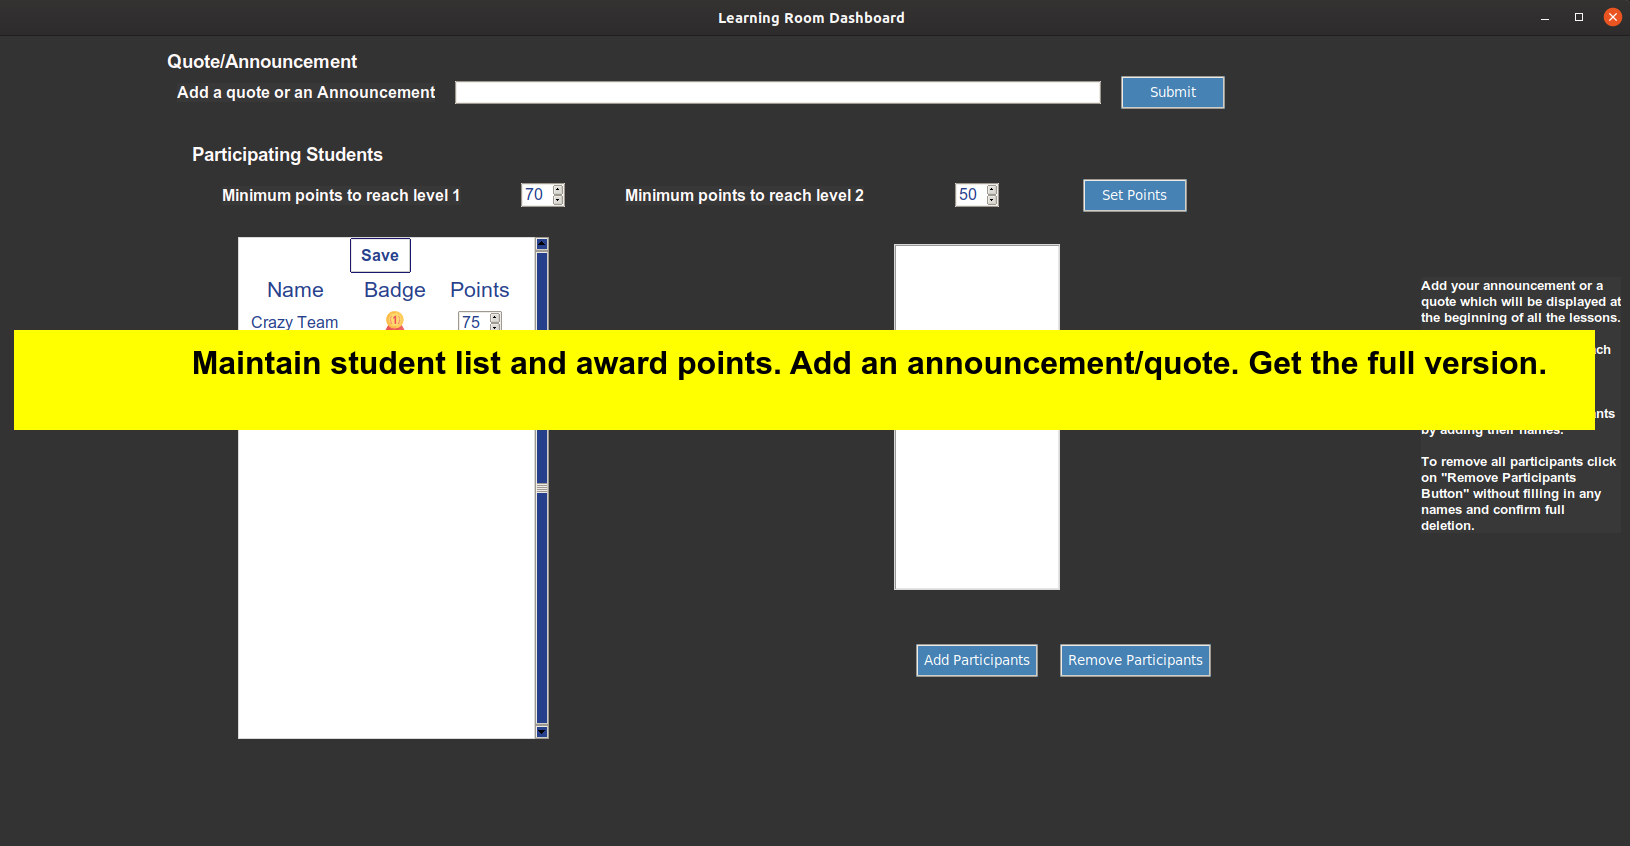 Learning Room Dashboard
Quote/Announcement
Add a quote or an Announcement
Submit
Participating Students
Minimum points to reach level 1
70
Minimum points to reach level 2
50
Set Points
Save
Name Badge Points
Crazy Team 1 75
Add your announcement or a
quote which will be displayed at
the beginning of all the lessons.
Maintain student list and award points. Add an announcement/quote. Get the full version.
by adding their names.
To remove all participants click
on "Remove Participants
Button" without filling in any
names and confirm full
deletion.
Add Participants
Remove Participants